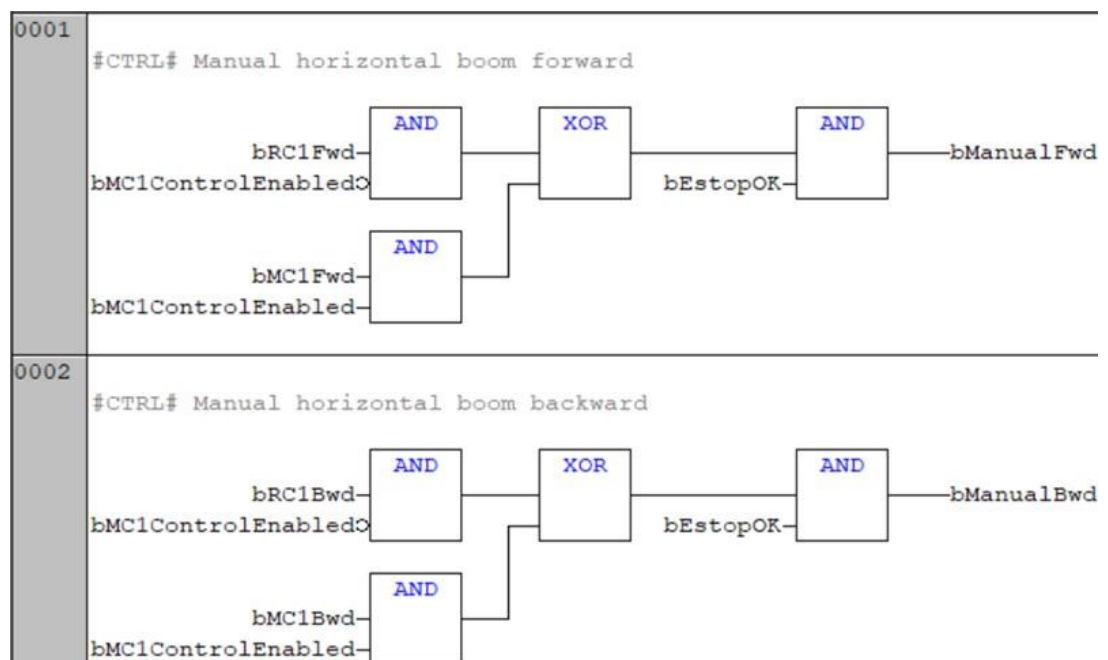 0001
#CTRL# Manual horizontal boom forward
AND XOR AND
bRC1Fwd bManualFwd
bMC1ControlEnabled bEstopOK
AND
bMC1Fwd
bMC1ControlEnabled
0002
#CTRL# Manual horizontal boom backward
AND XOR AND
bRC1Bwd bManualBwd
bMC1ControlEnabled bEstopOK
AND
bMC1Bwd
bMC1ControlEnabled